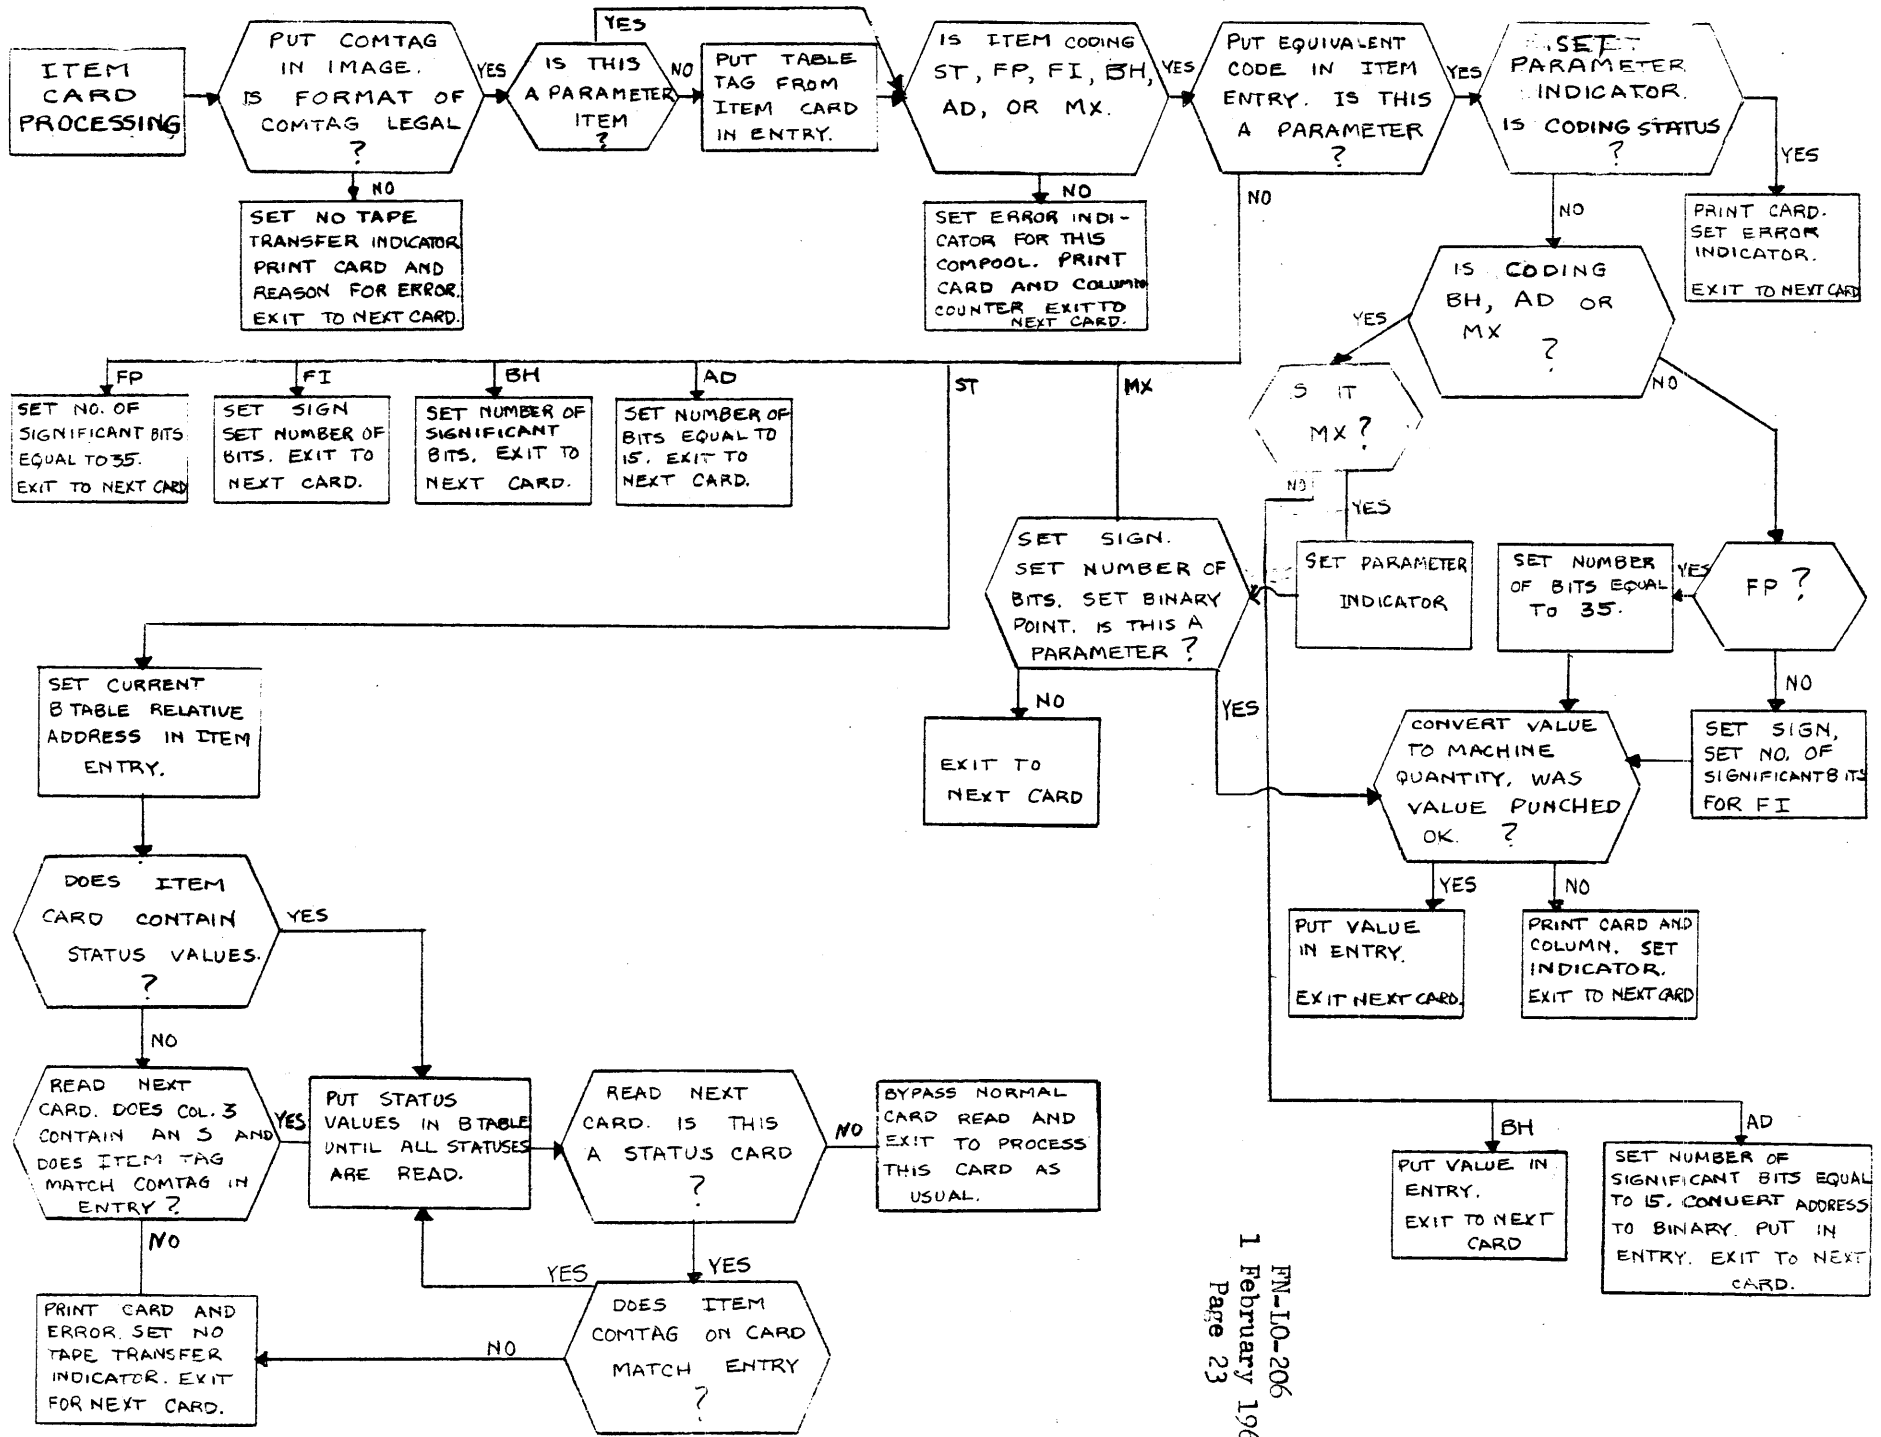 ITEM
CARD
PROCESSING
PUT COMTAG
IN IMAGE.
IS FORMAT OF
COMTAG LEGAL
?
YES
NO
SET NO TAPE
TRANSFER INDICATOR
PRINT CARD AND
REASON FOR ERROR.
EXIT TO NEXT CARD.
IS THIS
A PARAMETER
ITEM
?
YES
NO
PUT TABLE
TAG FROM
ITEM CARD
IN ENTRY.
IS ITEM CODING
ST, FP, FI, BH,
AD, OR MX.
YES
NO
SET ERROR INDI-
CATOR FOR THIS
COMPOOL. PRINT
CARD AND COLUMN
COUNTER EXIT TO
NEXT CARD.
PUT EQUIVALENT
CODE IN ITEM
ENTRY. IS THIS
A PARAMETER
?
YES
NO
SET
PARAMETER
INDICATOR.
IS CODING STATUS
?
YES
NO
PRINT CARD.
SET ERROR
INDICATOR.
EXIT TO NEXT CARD
IS CODING
BH, AD OR
MX
?
YES
NO
S IT
MX?
NO
YES
FP
FI
BH
AD
ST
MX
SET NO. OF
SIGNIFICANT BITS
EQUAL TO 35.
EXIT TO NEXT CARD
SET SIGN
SET NUMBER OF
BITS. EXIT TO
NEXT CARD.
SET NUMBER OF
SIGNIFICANT
BITS. EXIT TO
NEXT CARD.
SET NUMBER OF
BITS EQUAL TO
15. EXIT TO
NEXT CARD.
SET SIGN.
SET NUMBER OF
BITS. SET BINARY
POINT. IS THIS A
PARAMETER ?
NO
YES
EXIT TO
NEXT CARD
SET PARAMETER
INDICATOR
SET NUMBER
OF BITS EQUAL
TO 35.
YES
FP ?
NO
SET SIGN,
SET NO. OF
SIGNIFICANT BITS
FOR FI
CONVERT VALUE
TO MACHINE
QUANTITY, WAS
VALUE PUNCHED
OK. ?
YES
NO
PUT VALUE
IN ENTRY.
EXIT NEXT CARD.
PRINT CARD AND
COLUMN. SET
INDICATOR.
EXIT TO NEXT CARD
SET CURRENT
B TABLE RELATIVE
ADDRESS IN ITEM
ENTRY.
DOES ITEM
CARD CONTAIN
STATUS VALUES.
?
YES
NO
READ NEXT
CARD. DOES COL. 3
CONTAIN AN S AND
DOES ITEM TAG
MATCH COMTAG IN
ENTRY ?
YES
NO
PUT STATUS
VALUES IN B TABLE
UNTIL ALL STATUSES
ARE READ.
READ NEXT
CARD. IS THIS
A STATUS CARD
?
NO
YES
BYPASS NORMAL
CARD READ AND
EXIT TO PROCESS
THIS CARD AS
USUAL.
YES
DOES ITEM
COMTAG ON CARD
MATCH ENTRY
?
NO
PRINT CARD AND
ERROR. SET NO
TAPE TRANSFER
INDICATOR. EXIT
FOR NEXT CARD.
BH
AD
PUT VALUE IN
ENTRY.
EXIT TO NEXT
CARD
SET NUMBER OF
SIGNIFICANT BITS EQUAL
TO 15. CONVERT ADDRESS
TO BINARY. PUT IN
ENTRY. EXIT TO NEXT
CARD.
FN-LO-206
1 February 196
Page 23